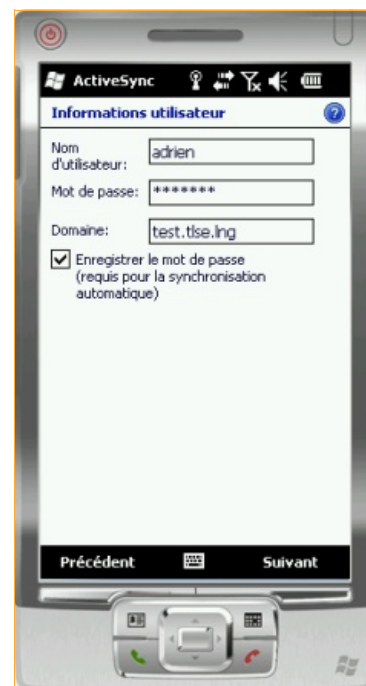 ActiveSync
Informations utilisateur
?
Nom
d'utilisateur:
adrien
Mot de passe:
*******
Domaine:
test.tlse.lng
Enregistrer le mot de passe
(requis pour la synchronisation
automatique)
Précédent
Suivant